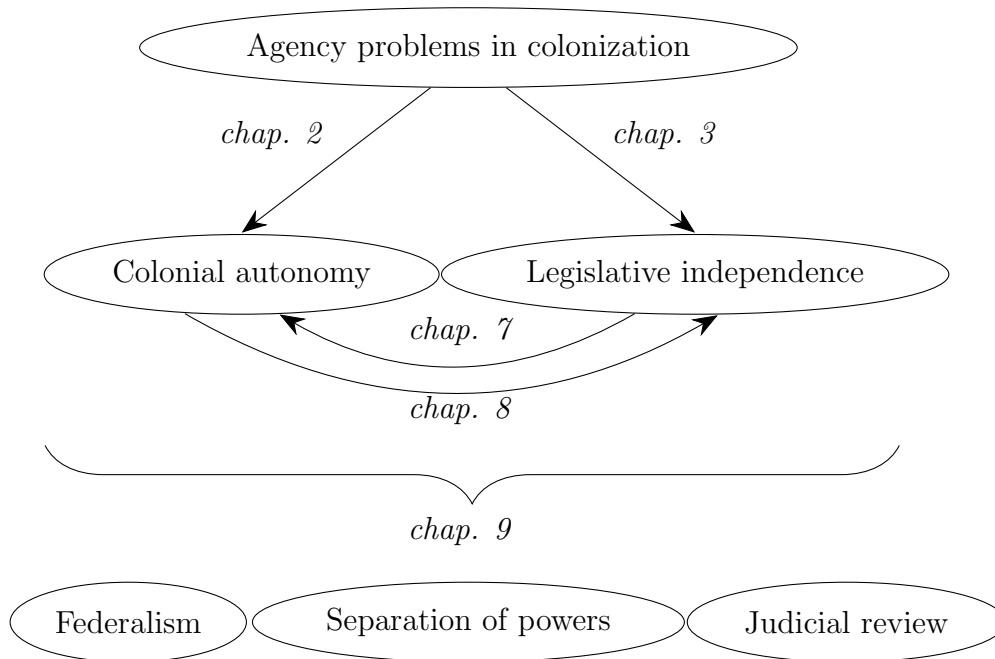 Agency problems in colonization
chap. 2
chap. 3
Colonial autonomy
Legislative independence
chap. 7
chap. 8
chap. 9
Federalism
Separation of powers
Judicial review